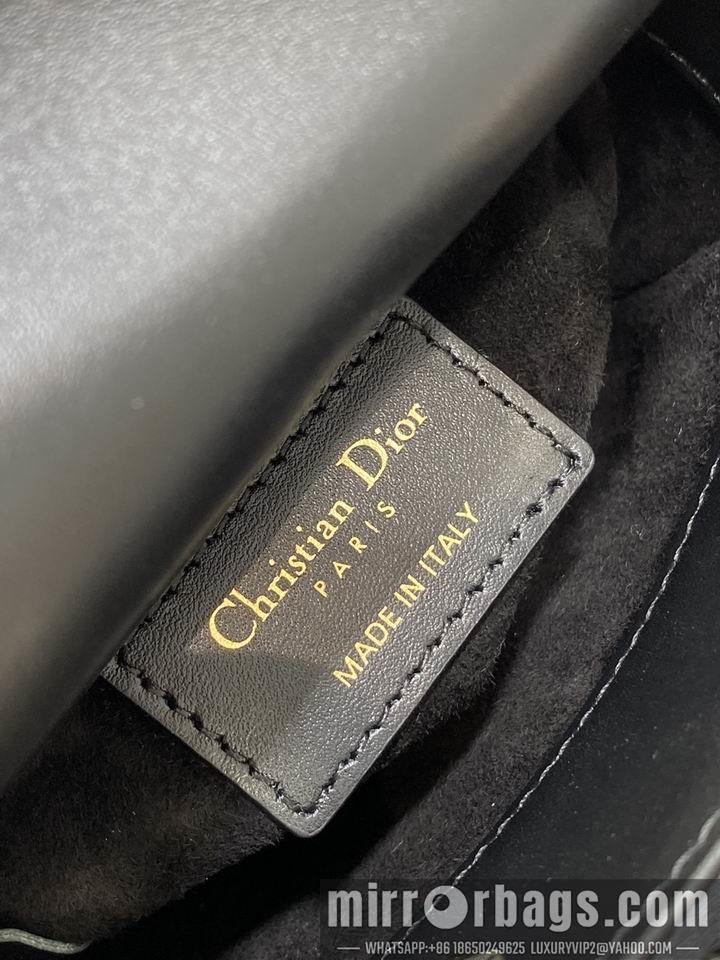 Christian Dior
PARIS
MADE IN ITALY
mirrorbags.com
WHATSAPP:+86 18650249625 LUXURYVIP2@YAHOO.COM